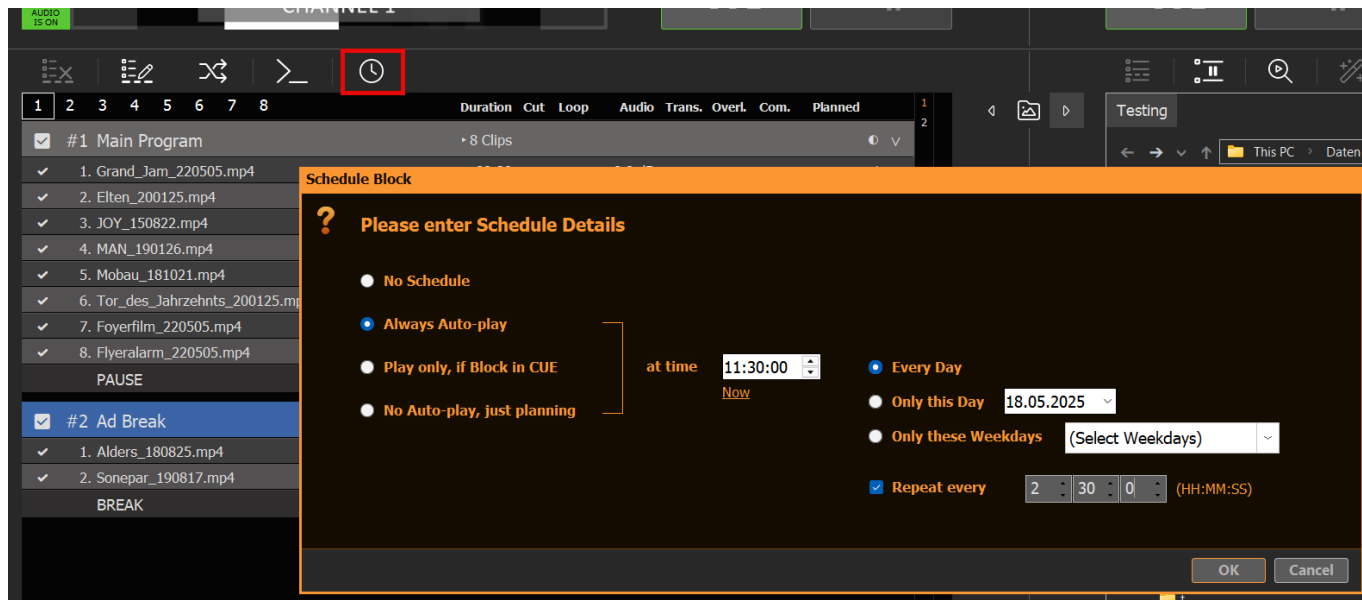 AUDIO
IS ON
CHANNEL 1
1 2 3 4 5 6 7 8 Duration Cut Loop Audio Trans. Overl. Com. Planned
1
2
Testing
#1 Main Program 8 Clips
This PC > Daten
1. Grand_Jam_220505.mp4
2. Elten_200125.mp4
3. JOY_150822.mp4
4. MAN_190126.mp4
5. Mobau_181021.mp4
6. Tor_des_Jahrzehnts_200125.mp
7. Foyerfilm_220505.mp4
8. Flyeralarm_220505.mp4
PAUSE
#2 Ad Break
1. Alders_180825.mp4
2. Sonepar_190817.mp4
BREAK
Schedule Block
? Please enter Schedule Details
No Schedule
Always Auto-play
Play only, if Block in CUE
No Auto-play, just planning
at time 11:30:00
Now
Every Day
Only this Day 18.05.2025
Only these Weekdays (Select Weekdays)
Repeat every 2 : 30 : 0 : (HH:MM:SS)
OK Cancel